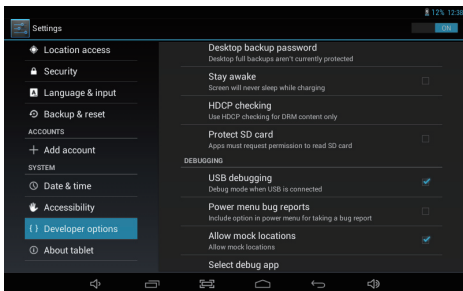 12% 12:38
Settings
ON
Location access
Security
Language & input
Backup & reset
ACCOUNTS
Add account
SYSTEM
Date & time
Accessibility
Developer options
About tablet
Desktop backup password
Desktop full backups aren't currently protected
Stay awake
Screen will never sleep while charging
HDCP checking
Use HDCP checking for DRM content only
Protect SD card
Apps must request permission to read SD card
DEBUGGING
USB debugging
Debug mode when USB is connected
Power menu bug reports
Include option in power menu for taking a bug report
Allow mock locations
Allow mock locations
Select debug app